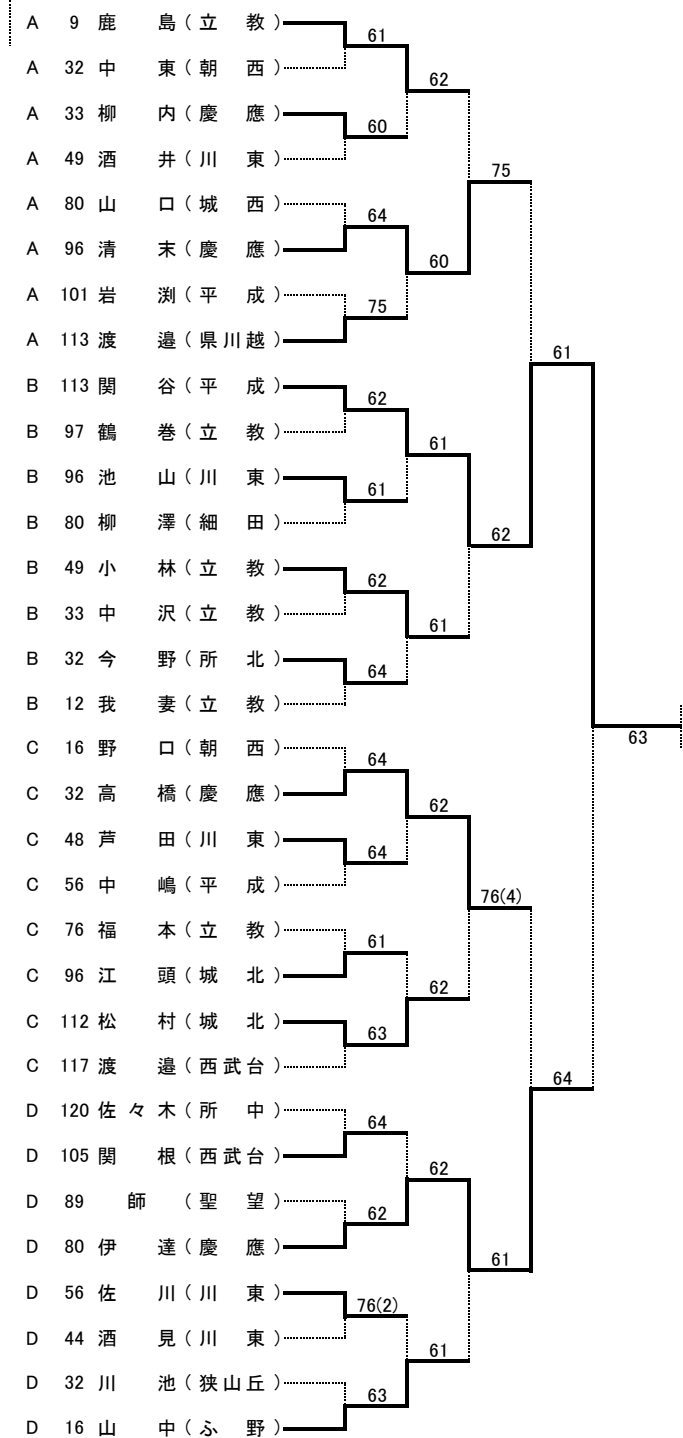 A 9 鹿 島 ( 立 教 )
61
A 32 中 東 ( 朝 西 )
62
A 33 柳 内 ( 慶 應 )
60
A 49 酒 井 ( 川 東 )
75
A 80 山 口 ( 城 西 )
64
A 96 清 末 ( 慶 應 )
60
A 101 岩 渕 ( 平 成 )
75
A 113 渡 邉 ( 県 川 越 )
61
B 113 関 谷 ( 平 成 )
62
B 97 鶴 巻 ( 立 教 )
61
B 96 池 山 ( 川 東 )
61
B 80 柳 澤 ( 細 田 )
62
B 49 小 林 ( 立 教 )
62
B 33 中 沢 ( 立 教 )
61
B 32 今 野 ( 所 北 )
64
B 12 我 妻 ( 立 教 )
63
C 16 野 口 ( 朝 西 )
64
C 32 高 橋 ( 慶 應 )
62
C 48 芦 田 ( 川 東 )
64
C 56 中 嶋 ( 平 成 )
76(4)
C 76 福 本 ( 立 教 )
61
C 96 江 頭 ( 城 北 )
62
C 112 松 村 ( 城 北 )
63
C 117 渡 邉 ( 西 武 台 )
64
D 120 佐 々 木 ( 所 中 )
64
D 105 関 根 ( 西 武 台 )
62
D 89 師 ( 聖 望 )
62
D 80 伊 達 ( 慶 應 )
61
D 56 佐 川 ( 川 東 )
76(2)
D 44 酒 見 ( 川 東 )
61
D 32 川 池 ( 狭 山 丘 )
63
D 16 山 中 ( ふ 野 )